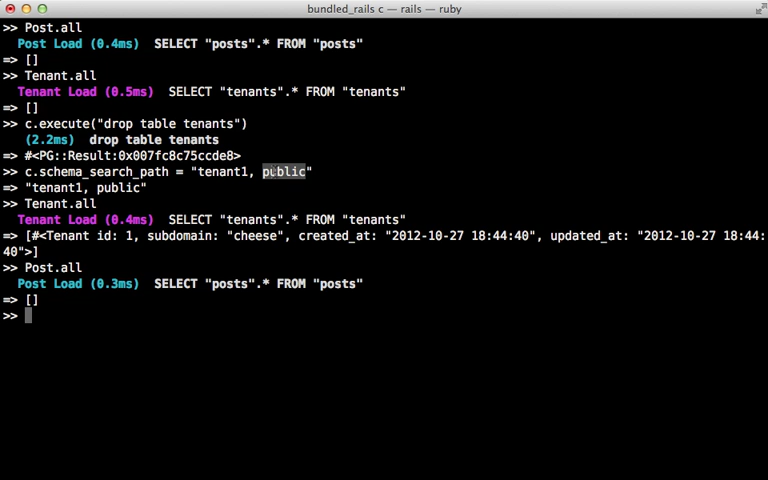 bundled_rails c — rails — ruby
>> Post.all
Post Load (0.4ms)  SELECT "posts".* FROM "posts"
=> []
>> Tenant.all
Tenant Load (0.5ms)  SELECT "tenants".* FROM "tenants"
=> []
>> c.execute("drop table tenants")
(2.2ms)  drop table tenants
=> #<PG::Result:0x007fc8c75ccde8>
>> c.schema_search_path = "tenant1, public"
=> "tenant1, public"
>> Tenant.all
Tenant Load (0.4ms)  SELECT "tenants".* FROM "tenants"
=> [#<Tenant id: 1, subdomain: "cheese", created_at: "2012-10-27 18:44:40", updated_at: "2012-10-27 18:44:
40">]
>> Post.all
Post Load (0.3ms)  SELECT "posts".* FROM "posts"
=> []
>>